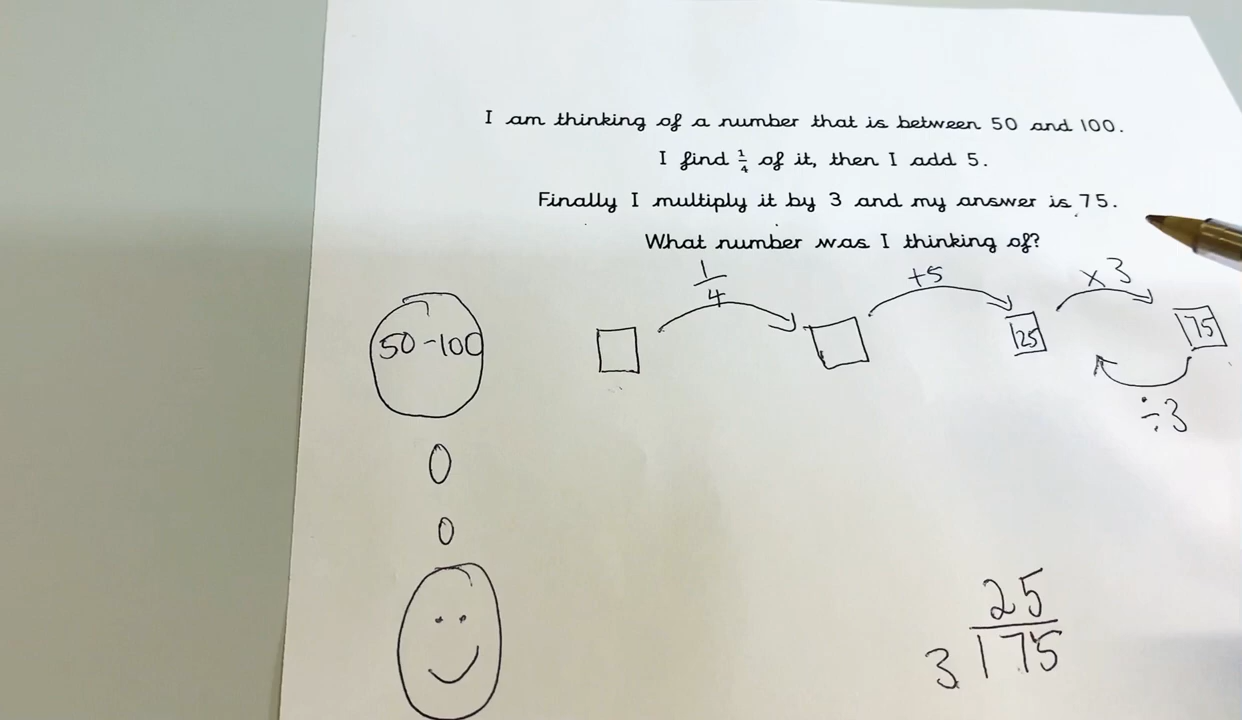 I am thinking of a number that is between 50 and 100.
I find 1/4 of it, then I add 5.
Finally I multiply it by 3 and my answer is 75.
What number was I thinking of?
1/4 +5 ×3
50-100 25 75
÷3
25
3 175